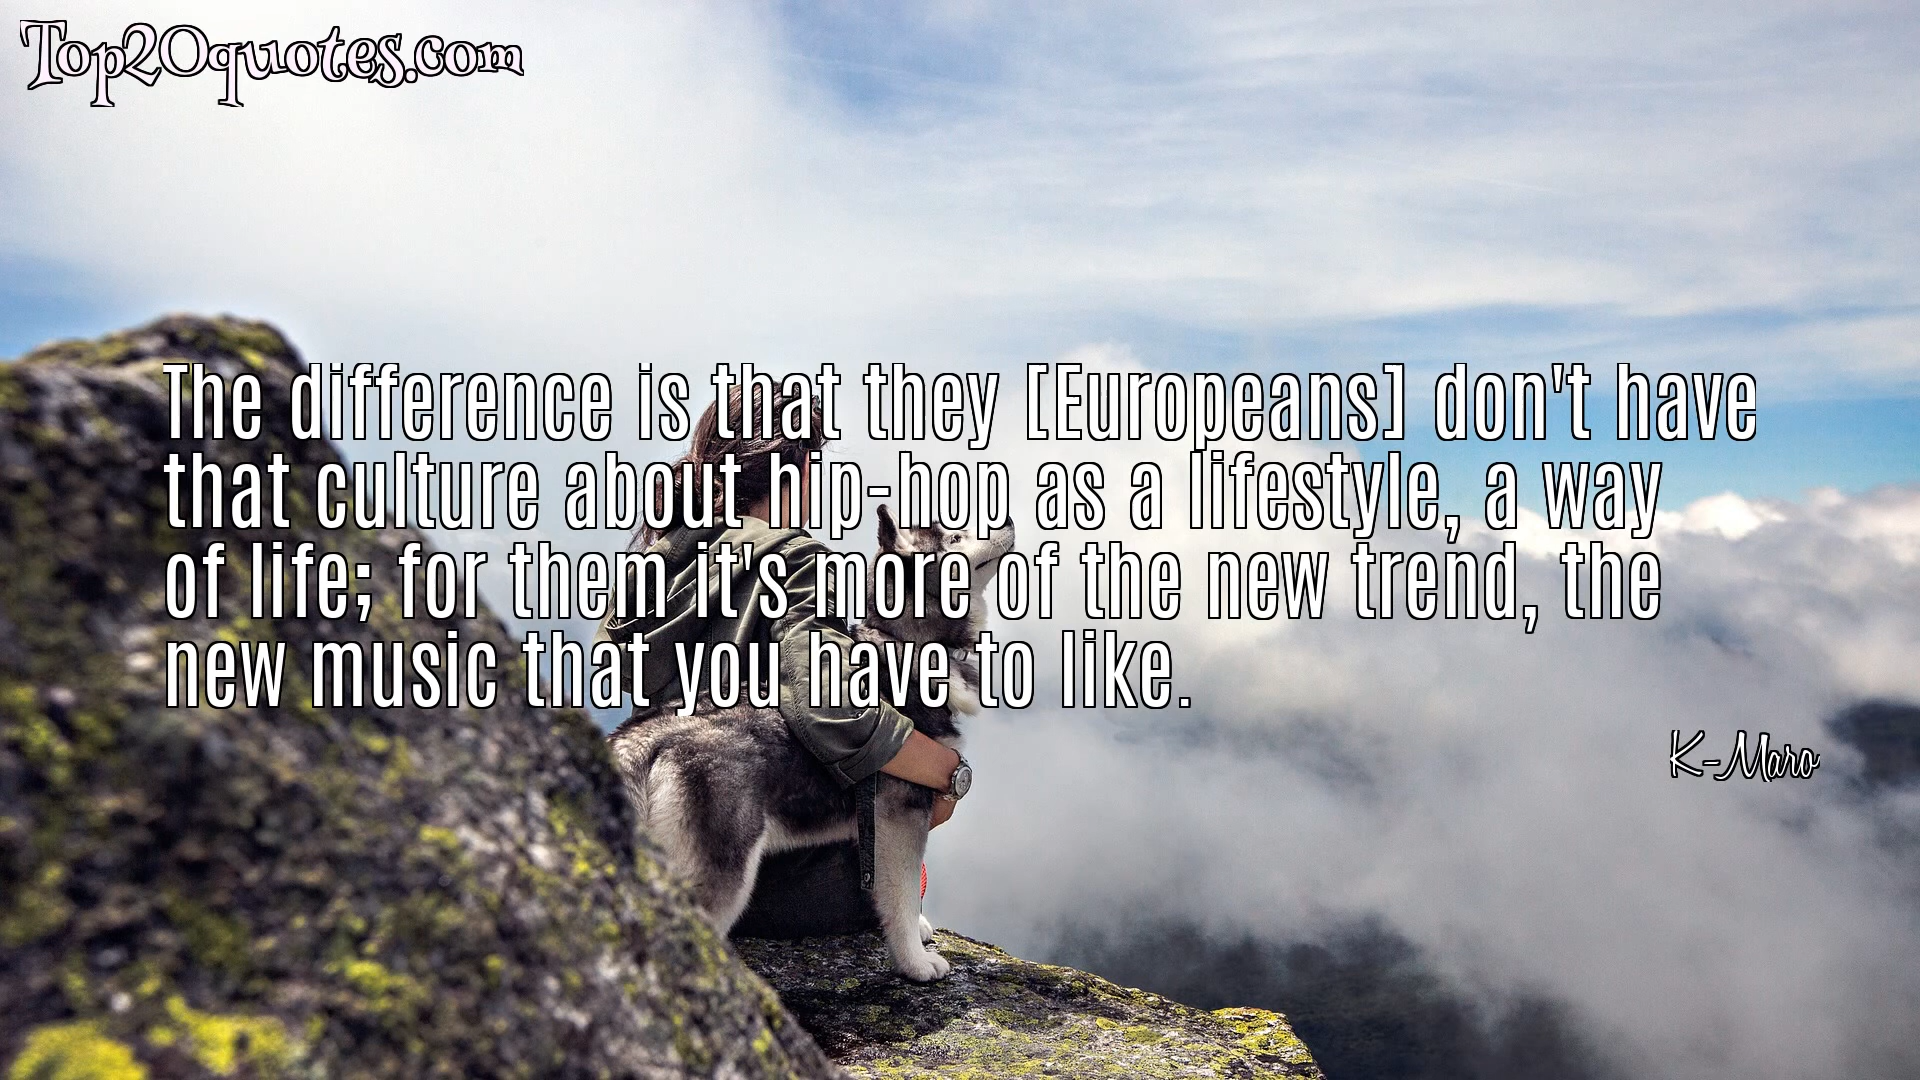 Top20quotes.com
The difference is that they [Europeans] don't have
that culture about hip-hop as a lifestyle, a way
of life; for them it's more of the new trend, the
new music that you have to like.
K-Maro